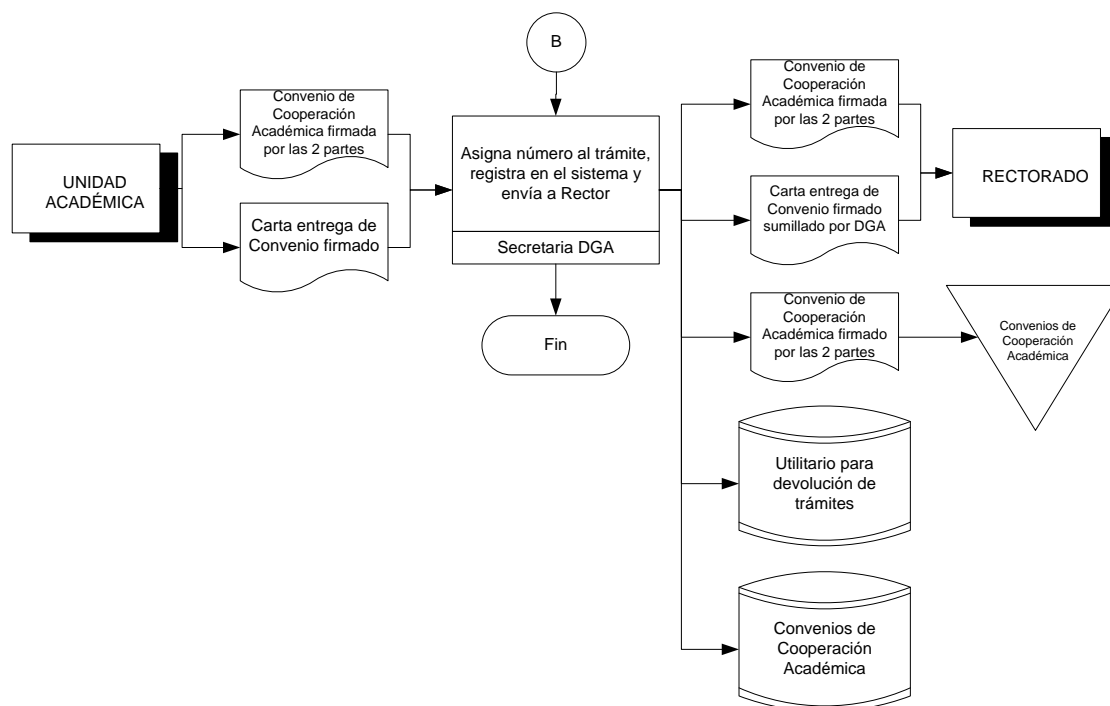 B
UNIDAD
ACADÉMICA
Convenio de
Cooperación
Académica firmada
por las 2 partes
Carta entrega de
Convenio firmado
Asigna número al trámite,
registra en el sistema y
envía a Rector
Secretaria DGA
Fin
Convenio de
Cooperación
Académica firmada
por las 2 partes
Carta entrega de
Convenio firmado
sumillado por DGA
RECTORADO
Convenio de
Cooperación
Académica firmado
por las 2 partes
Convenios de
Cooperación
Académica
Utilitario para
devolución de
trámites
Convenios de
Cooperación
Académica